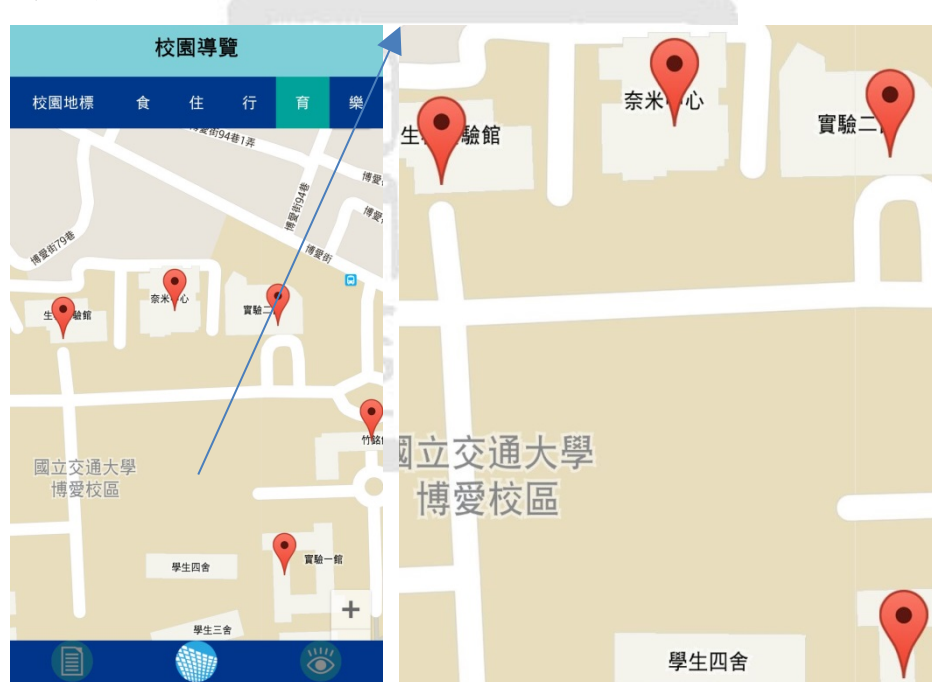 校園導覽
校園地標 食 住 行 育 樂
博愛街94巷1弄
博愛街94巷
博愛街
博愛街79巷
奈米中心
實驗二
國立交通大學
博愛校區
實驗一館
學生四舍
學生三舍
+
奈米中心
實驗二
驗館
國立交通大學
博愛校區
學生四舍